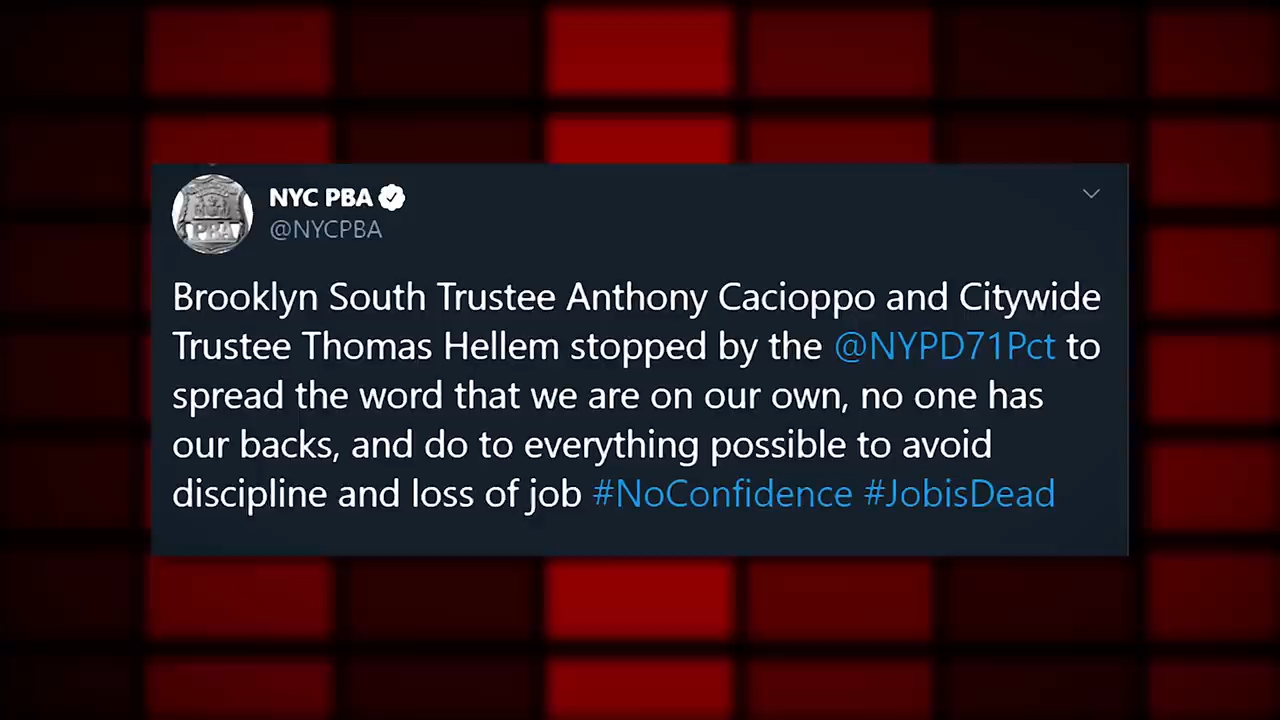 NYC PBA
@NYCPBA
PBA
Brooklyn South Trustee Anthony Cacioppo and Citywide
Trustee Thomas Hellem stopped by the @NYPD71Pct to
spread the word that we are on our own, no one has
our backs, and do to everything possible to avoid
discipline and loss of job #NoConfidence #JobisDead